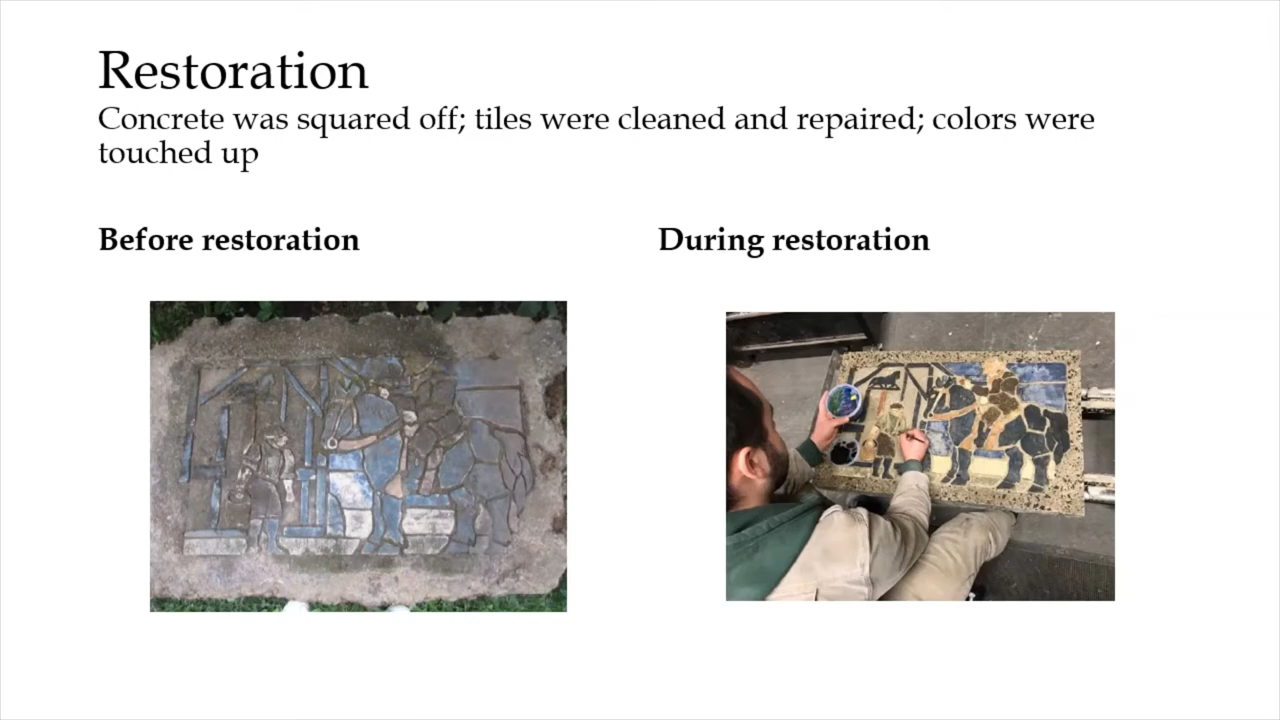 Restoration
Concrete was squared off; tiles were cleaned and repaired; colors were
touched up
Before restoration
During restoration